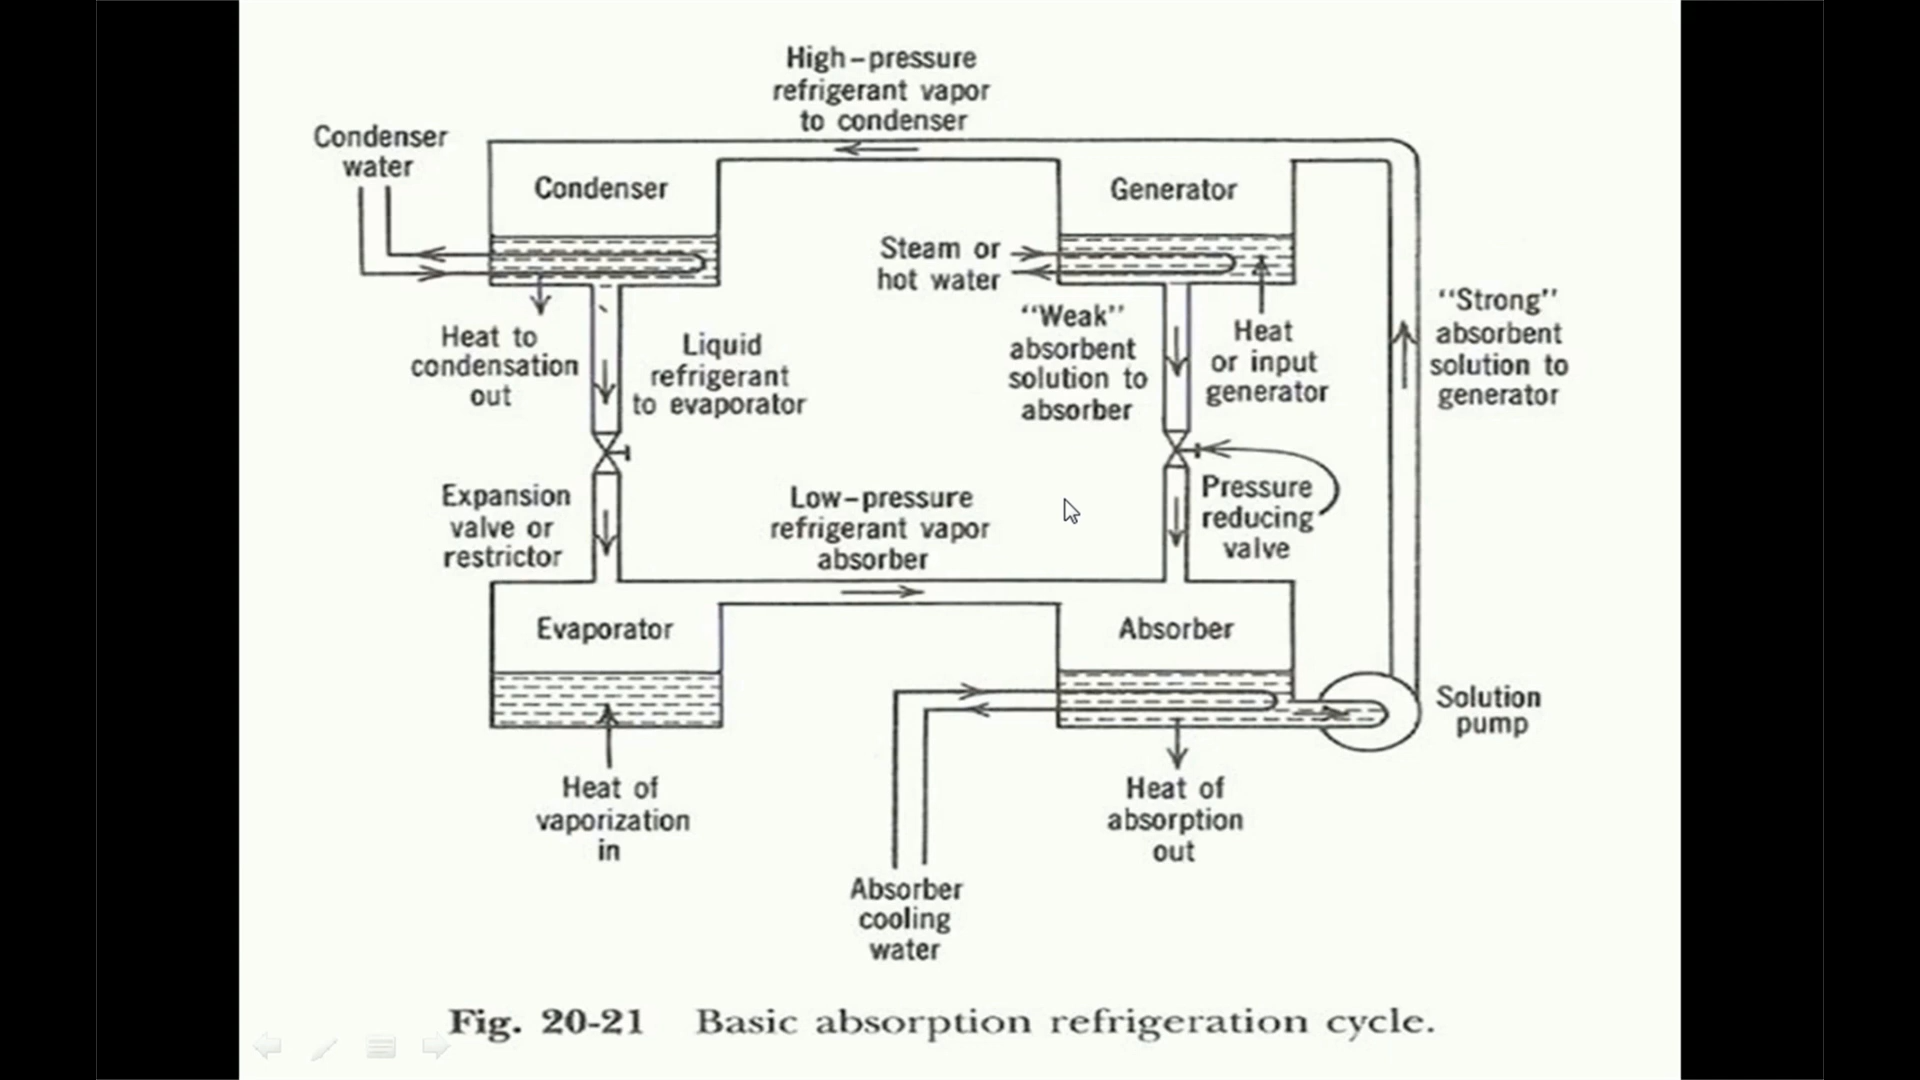 High-pressure
refrigerant vapor
to condenser
Condenser
water
Condenser
Generator
Steam or
hot water
Heat to
condensation
out
Liquid
refrigerant
to evaporator
"Weak"
absorbent
solution to
absorber
Heat
or input
generator
"Strong"
absorbent
solution to
generator
Expansion
valve or
restrictor
Low-pressure
refrigerant vapor
absorber
Pressure
reducing
valve
Evaporator
Absorber
Solution
pump
Heat of
vaporization
in
Heat of
absorption
out
Absorber
cooling
water
Fig. 20-21 Basic absorption refrigeration cycle.